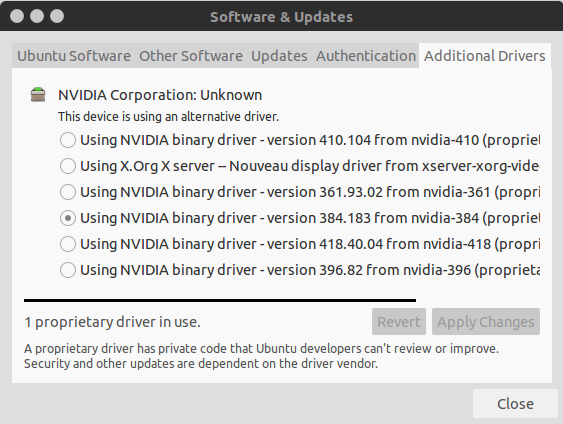 Software & Updates
Ubuntu Software Other Software Updates Authentication Additional Drivers
NVIDIA Corporation: Unknown
This device is using an alternative driver.
Using NVIDIA binary driver - version 410.104 from nvidia-410 (propriet
Using X.Org X server -- Nouveau display driver from xserver-xorg-vide
Using NVIDIA binary driver - version 361.93.02 from nvidia-361 (propri
Using NVIDIA binary driver - version 384.183 from nvidia-384 (propriet
Using NVIDIA binary driver - version 418.40.04 from nvidia-418 (propri
Using NVIDIA binary driver - version 396.82 from nvidia-396 (proprieta
1 proprietary driver in use.
Revert
Apply Changes
A proprietary driver has private code that Ubuntu developers can't review or improve.
Security and other updates are dependent on the driver vendor.
Close